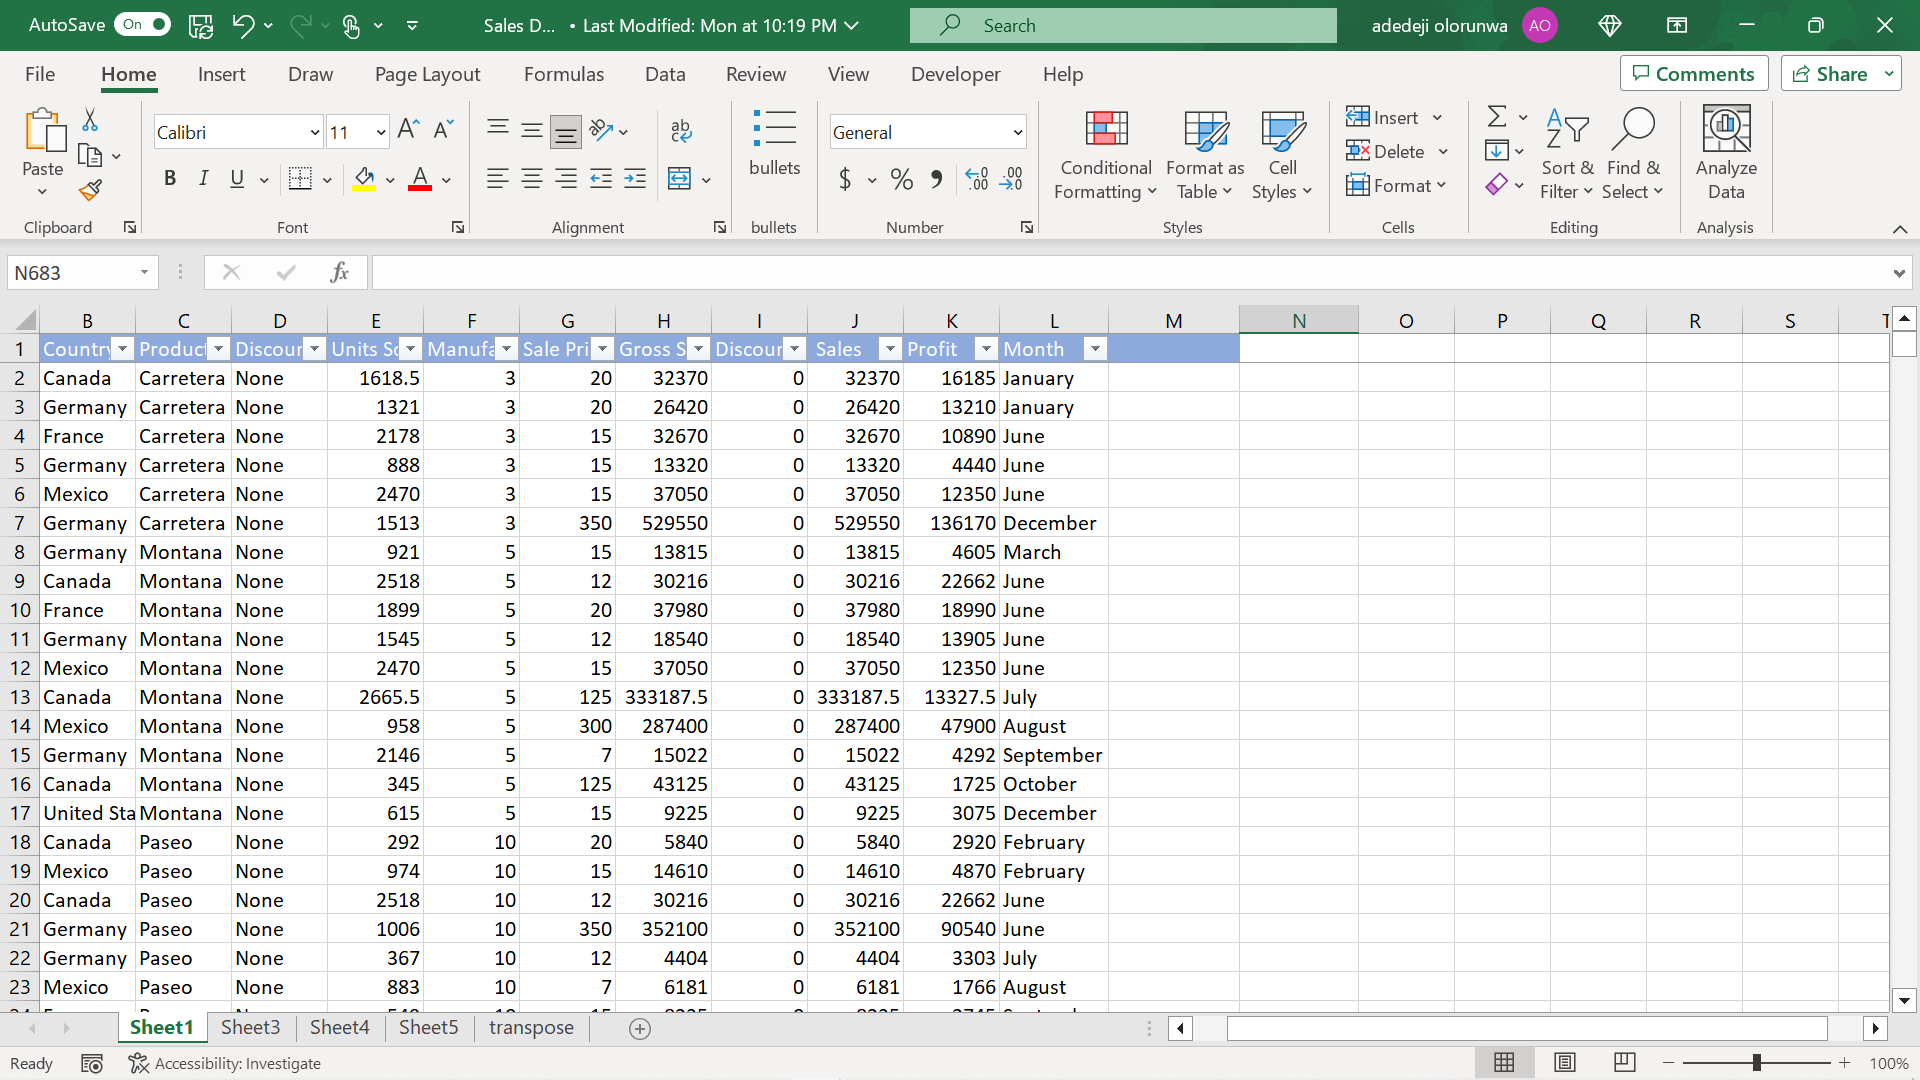 AutoSave On Sales D... • Last Modified: Mon at 10:19 PM Search adedeji olorunwa AO
File Home Insert Draw Page Layout Formulas Data Review View Developer Help Comments Share
Paste Calibri 11 A A ab bullets General Conditional Formatting Format as Table Cell Styles Insert Delete Format Sort & Filter Find & Select Analyze Data
B I U A $ % .00 .00
Clipboard Font Alignment bullets Number Styles Cells Editing Analysis
N683 fx
B C D E F G H I J K L M N O P Q R S T
1 Country Product Discour Units So Manufa Sale Pri Gross S Discour Sales Profit Month
2 Canada Carretera None 1618.5 3 20 32370 0 32370 16185 January
3 Germany Carretera None 1321 3 20 26420 0 26420 13210 January
4 France Carretera None 2178 3 15 32670 0 32670 10890 June
5 Germany Carretera None 888 3 15 13320 0 13320 4440 June
6 Mexico Carretera None 2470 3 15 37050 0 37050 12350 June
7 Germany Carretera None 1513 3 350 529550 0 529550 136170 December
8 Germany Montana None 921 5 15 13815 0 13815 4605 March
9 Canada Montana None 2518 5 12 30216 0 30216 22662 June
10 France Montana None 1899 5 20 37980 0 37980 18990 June
11 Germany Montana None 1545 5 12 18540 0 18540 13905 June
12 Mexico Montana None 2470 5 15 37050 0 37050 12350 June
13 Canada Montana None 2665.5 5 125 333187.5 0 333187.5 13327.5 July
14 Mexico Montana None 958 5 300 287400 0 287400 47900 August
15 Germany Montana None 2146 5 7 15022 0 15022 4292 September
16 Canada Montana None 345 5 125 43125 0 43125 1725 October
17 United Sta Montana None 615 5 15 9225 0 9225 3075 December
18 Canada Paseo None 292 10 20 5840 0 5840 2920 February
19 Mexico Paseo None 974 10 15 14610 0 14610 4870 February
20 Canada Paseo None 2518 10 12 30216 0 30216 22662 June
21 Germany Paseo None 1006 10 350 352100 0 352100 90540 June
22 Germany Paseo None 367 10 12 4404 0 4404 3303 July
23 Mexico Paseo None 883 10 7 6181 0 6181 1766 August
Sheet1 Sheet3 Sheet4 Sheet5 transpose
Ready Accessibility: Investigate 100%